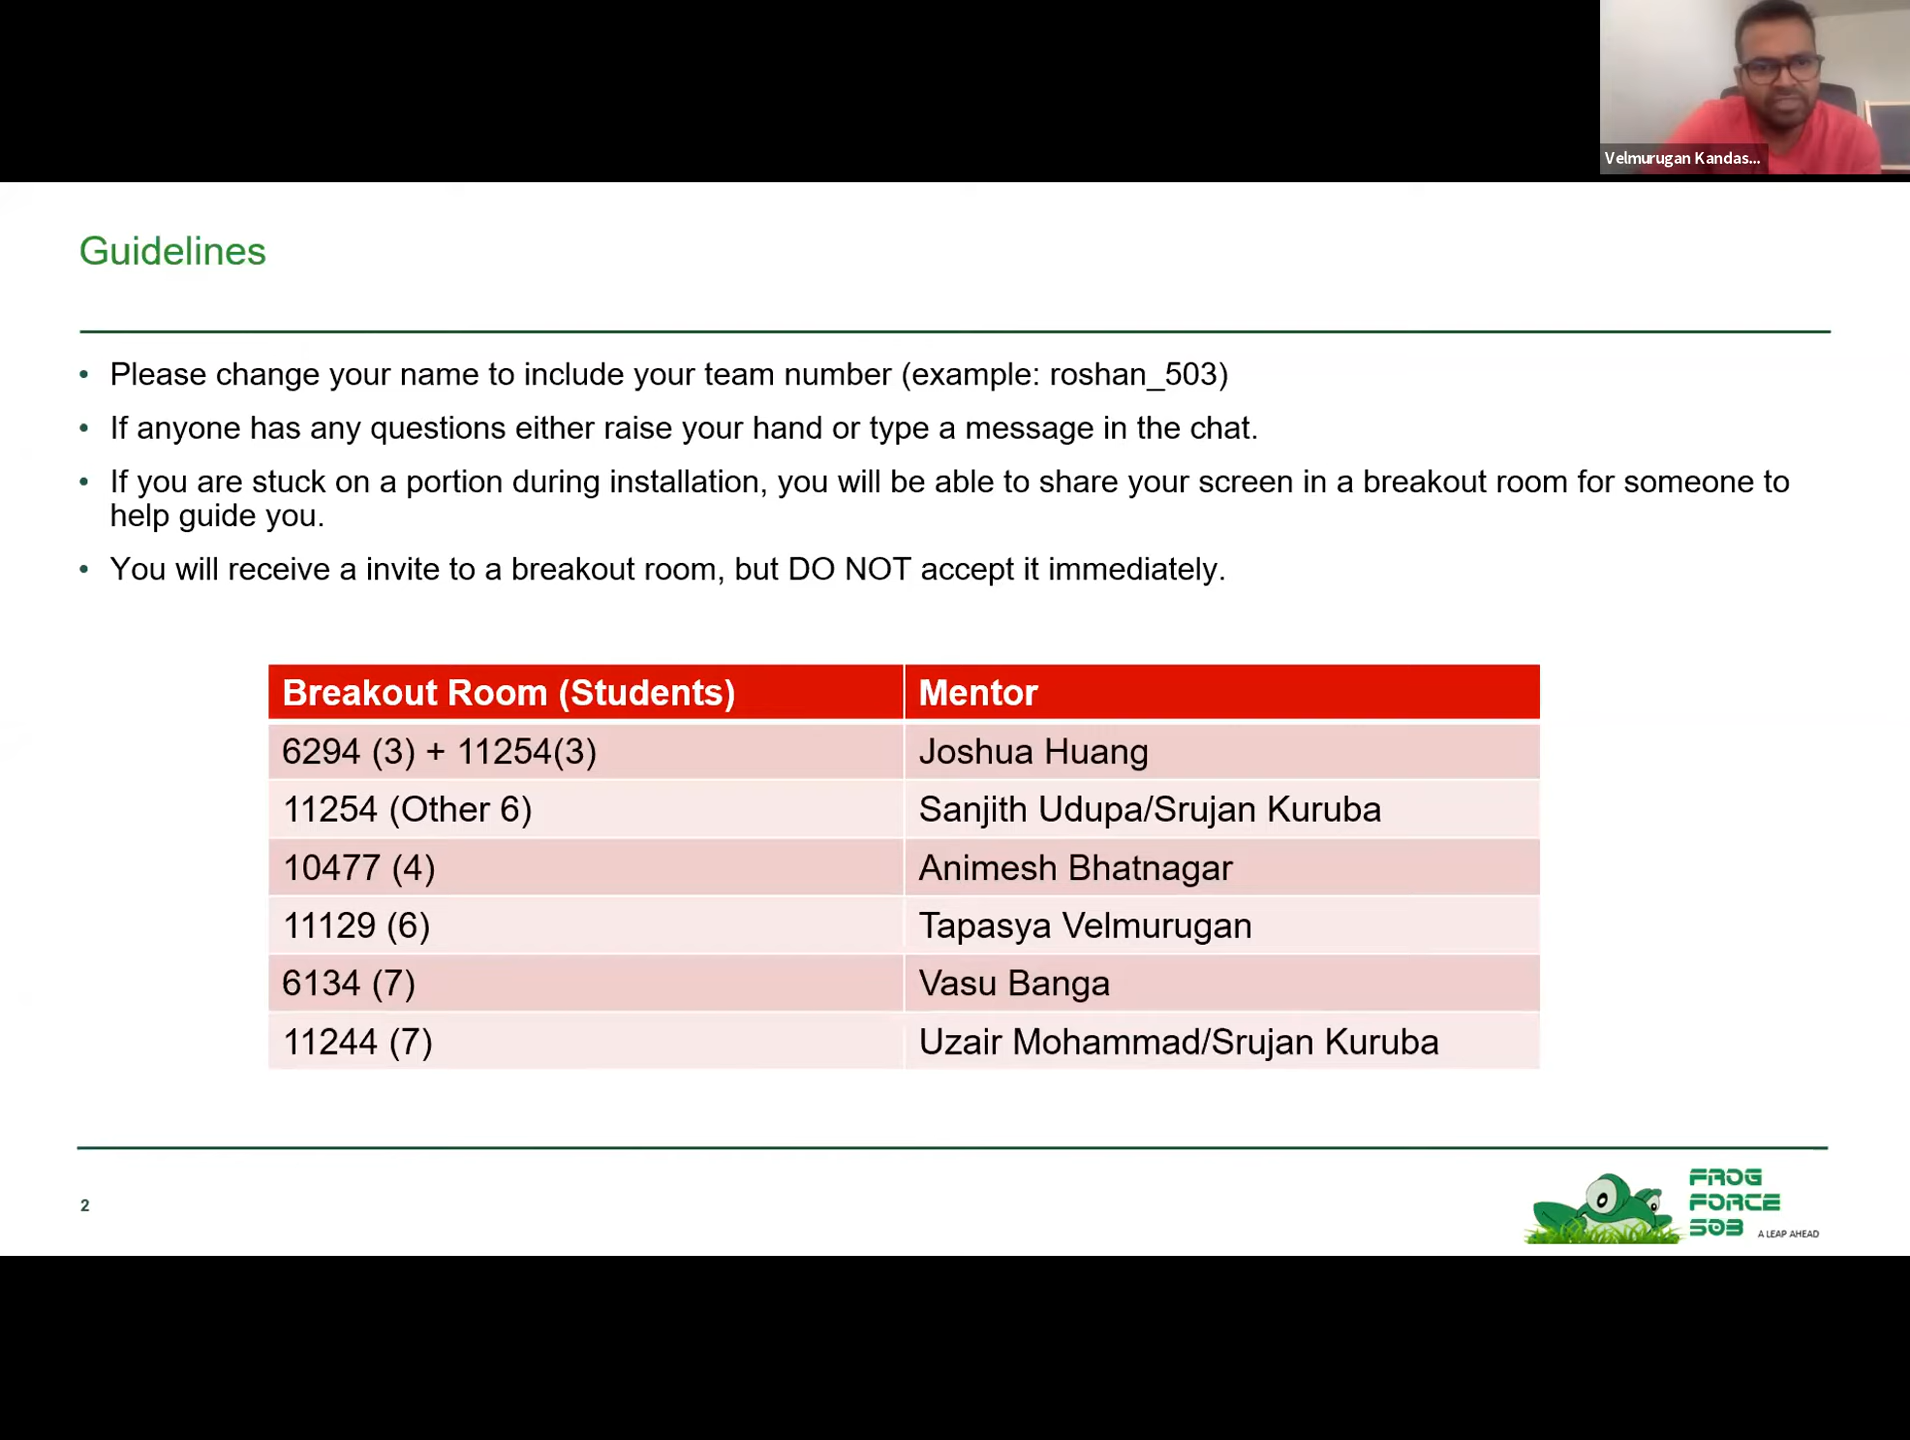 Velmurugan Kandas...
Guidelines
• Please change your name to include your team number (example: roshan_503)
• If anyone has any questions either raise your hand or type a message in the chat.
• If you are stuck on a portion during installation, you will be able to share your screen in a breakout room for someone to
help guide you.
• You will receive a invite to a breakout room, but DO NOT accept it immediately.
Breakout Room (Students) Mentor
6294 (3) + 11254(3) Joshua Huang
11254 (Other 6) Sanjith Udupa/Srujan Kuruba
10477 (4) Animesh Bhatnagar
11129 (6) Tapasya Velmurugan
6134 (7) Vasu Banga
11244 (7) Uzair Mohammad/Srujan Kuruba
2
FROG
FORCE
503 A LEAP AHEAD